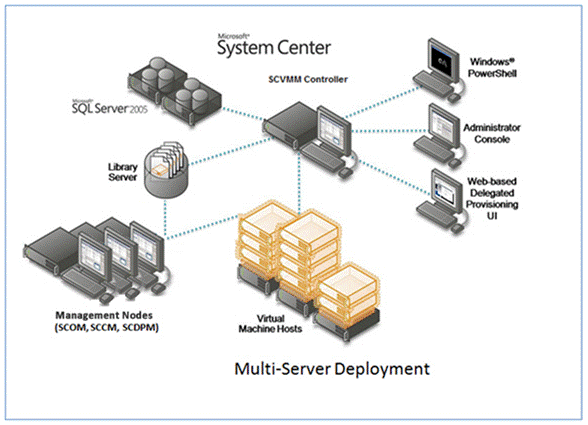 Microsoft®
System Center
SCVMM Controller
Microsoft®
SQL Server 2005
Windows®
PowerShell
Administrator
Console
Library
Server
Web-based
Delegated
Provisioning
UI
Management Nodes
(SCOM, SCCM, SCDPM)
Virtual
Machine Hosts
Multi-Server Deployment